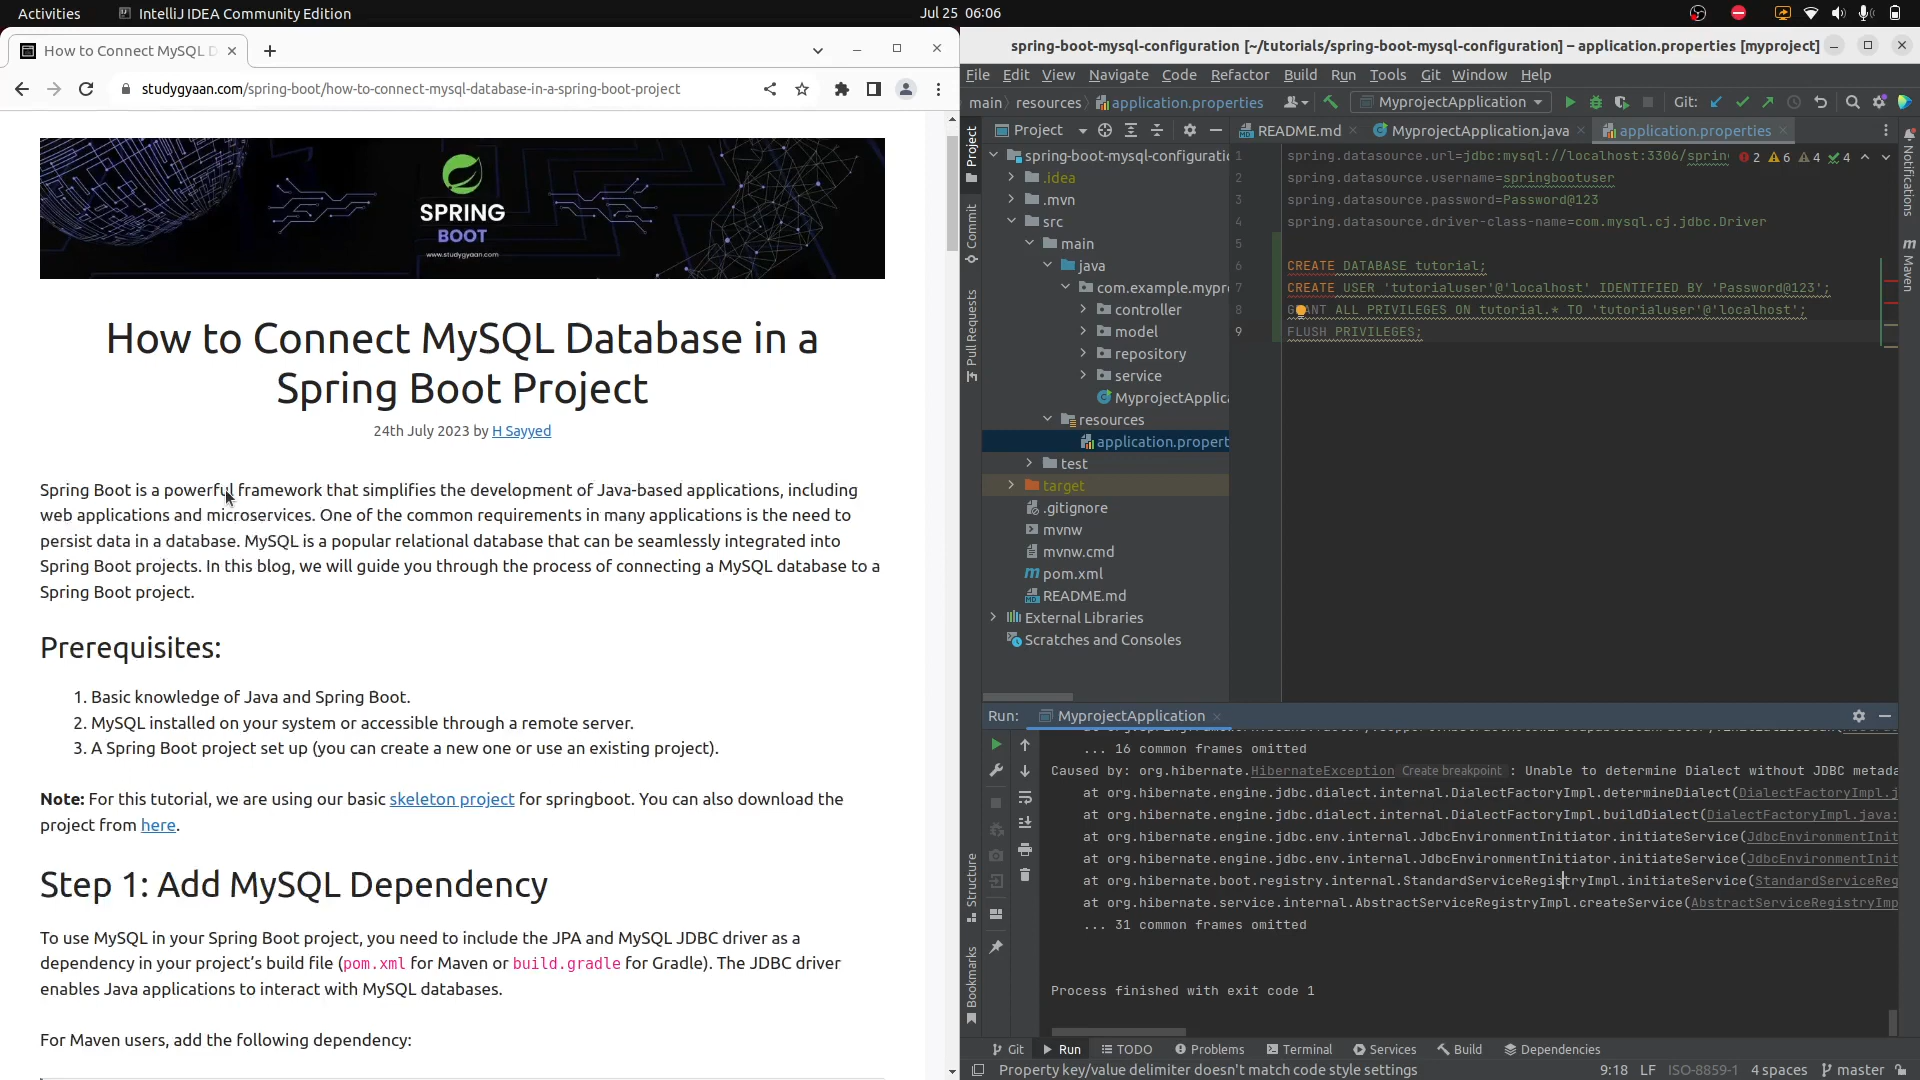 Activities
IntelliJ IDEA Community Edition
Jul 25 06:06
How to Connect MySQL D
studygyaan.com/spring-boot/how-to-connect-mysql-database-in-a-spring-boot-project
SPRING
BOOT
www.studygyaan.com
How to Connect MySQL Database in a
Spring Boot Project
24th July 2023 by H Sayyed
Spring Boot is a powerful framework that simplifies the development of Java-based applications, including
web applications and microservices. One of the common requirements in many applications is the need to
persist data in a database. MySQL is a popular relational database that can be seamlessly integrated into
Spring Boot projects. In this blog, we will guide you through the process of connecting a MySQL database to a
Spring Boot project.
Prerequisites:
1. Basic knowledge of Java and Spring Boot.
2. MySQL installed on your system or accessible through a remote server.
3. A Spring Boot project set up (you can create a new one or use an existing project).
Note: For this tutorial, we are using our basic skeleton project for springboot. You can also download the
project from here.
Step 1: Add MySQL Dependency
To use MySQL in your Spring Boot project, you need to include the JPA and MySQL JDBC driver as a
dependency in your project's build file (pom.xml for Maven or build.gradle for Gradle). The JDBC driver
enables Java applications to interact with MySQL databases.
For Maven users, add the following dependency:
spring-boot-mysql-configuration [~/tutorials/spring-boot-mysql-configuration] – application.properties [myproject]
File Edit View Navigate Code Refactor Build Run Tools Git Window Help
main resources application.properties
MyprojectApplication
Git:
Project
README.md
MyprojectApplication.java
application.properties
Project
Commit
Pull Requests
Structure
Bookmarks
Notifications
Maven
spring-boot-mysql-configuratio
.idea
.mvn
src
main
java
com.example.mypr
controller
model
repository
service
MyprojectApplica
resources
application.propert
test
target
.gitignore
mvnw
mvnw.cmd
pom.xml
README.md
External Libraries
Scratches and Consoles
1 spring.datasource.url=jdbc:mysql://localhost:3306/sprin
2 6 4 4
2 spring.datasource.username=springbootuser
3 spring.datasource.password=Password@123
4 spring.datasource.driver-class-name=com.mysql.cj.jdbc.Driver
5
6 CREATE DATABASE tutorial;
7 CREATE USER 'tutorialuser'@'localhost' IDENTIFIED BY 'Password@123';
8 GRANT ALL PRIVILEGES ON tutorial.* TO 'tutorialuser'@'localhost';
9 FLUSH PRIVILEGES;
Run: MyprojectApplication
... 16 common frames omitted
Caused by: org.hibernate.HibernateException Create breakpoint : Unable to determine Dialect without JDBC metada
at org.hibernate.engine.jdbc.dialect.internal.DialectFactoryImpl.determineDialect(DialectFactoryImpl.j
at org.hibernate.engine.jdbc.dialect.internal.DialectFactoryImpl.buildDialect(DialectFactoryImpl.java:
at org.hibernate.engine.jdbc.env.internal.JdbcEnvironmentInitiator.initiateService(JdbcEnvironmentInit
at org.hibernate.engine.jdbc.env.internal.JdbcEnvironmentInitiator.initiateService(JdbcEnvironmentInit
at org.hibernate.boot.registry.internal.StandardServiceRegistryImpl.initiateService(StandardServiceReg
at org.hibernate.service.internal.AbstractServiceRegistryImpl.createService(AbstractServiceRegistryImp
... 31 common frames omitted
Process finished with exit code 1
Git Run TODO Problems Terminal Services Build Dependencies
Property key/value delimiter doesn't match code style settings
9:18 LF ISO-8859-1 4 spaces master